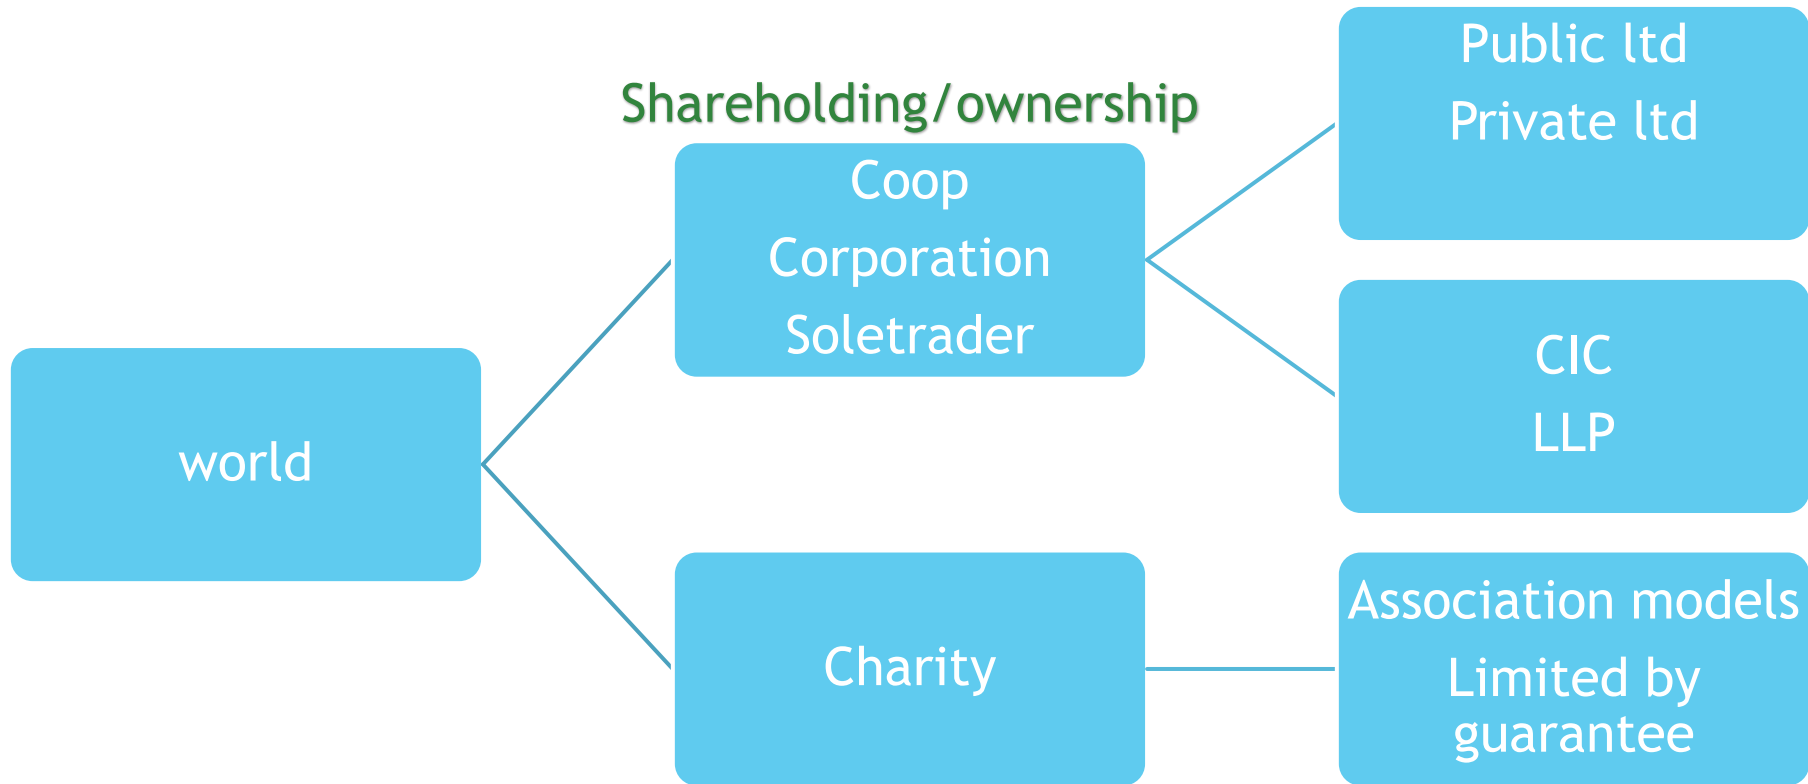 world
Shareholding/ownership
Coop
Corporation
Soletrader
Charity
Public ltd
Private ltd
CIC
LLP
Association models
Limited by
guarantee